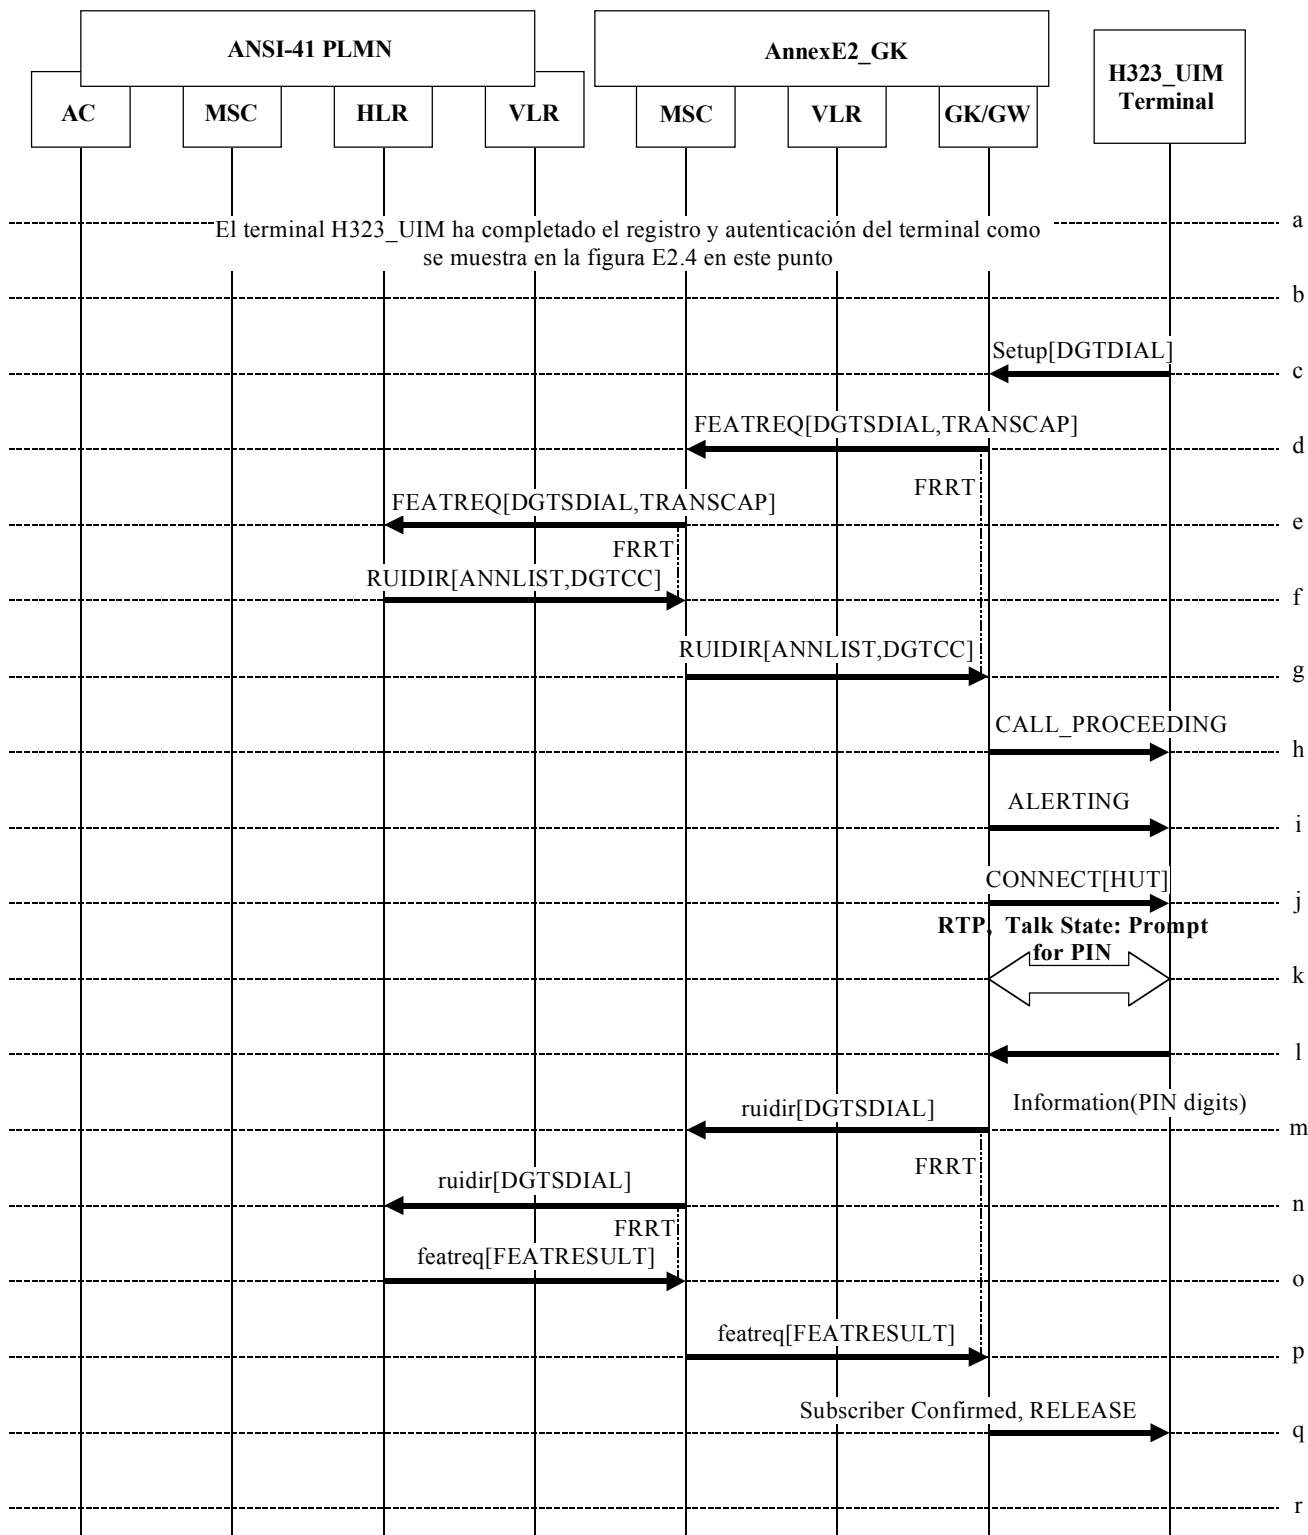 ANSI-41 PLMN
AnnexE2_GK
H323_UIM
Terminal
AC
MSC
HLR
VLR
MSC
VLR
GK/GW
El terminal H323_UIM ha completado el registro y autenticación del terminal como
se muestra en la figura E2.4 en este punto
a
b
Setup[DGTDIAL]
c
FEATREQ[DGTSDIAL,TRANSCAP]
d
FRRT
FEATREQ[DGTSDIAL,TRANSCAP]
e
FRRT
RUIDIR[ANNLIST,DGTCC]
f
RUIDIR[ANNLIST,DGTCC]
g
CALL_PROCEEDING
h
ALERTING
i
CONNECT[HUT]
j
RTP, Talk State: Prompt
for PIN
k
l
Information(PIN digits)
ruidir[DGTSDIAL]
m
FRRT
ruidir[DGTSDIAL]
n
FRRT
featreq[FEATRESULT]
o
featreq[FEATRESULT]
p
Subscriber Confirmed, RELEASE
q
r